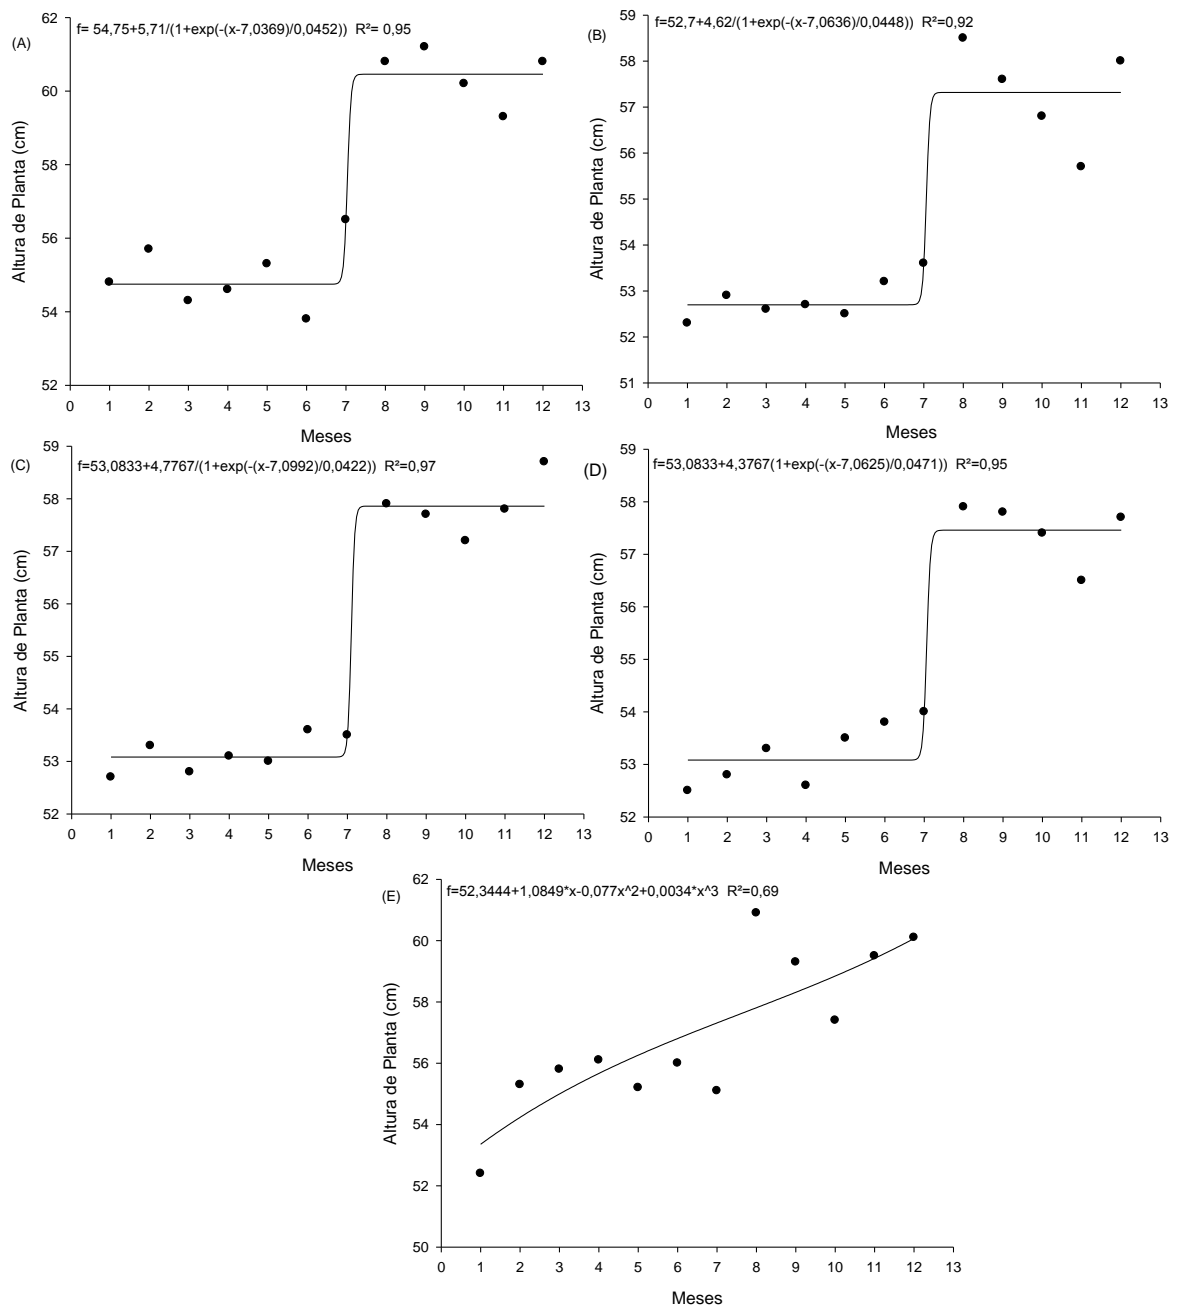 (A)
f= 54,75+5,71/(1+exp(-(x-7,0369)/0,0452))  R²= 0,95
62
60
58
56
54
52
Altura de Planta (cm)
0 1 2 3 4 5 6 7 8 9 10 11 12 13
Meses
(B)
f=52,7+4,62/(1+exp(-(x-7,0636)/0,0448))  R²=0,92
59
58
57
56
55
54
53
52
51
Altura de Planta (cm)
0 1 2 3 4 5 6 7 8 9 10 11 12 13
Meses
(C)
f=53,0833+4,7767/(1+exp(-(x-7,0992)/0,0422))  R²=0,97
59
58
57
56
55
54
53
52
Altura de Planta (cm)
0 1 2 3 4 5 6 7 8 9 10 11 12 13
Meses
(D)
f=53,0833+4,3767(1+exp(-(x-7,0625)/0,0471))  R²=0,95
59
58
57
56
55
54
53
52
Altura de Planta (cm)
0 1 2 3 4 5 6 7 8 9 10 11 12 13
Meses
(E)
f=52,3444+1,0849*x-0,077x^2+0,0034*x^3  R²=0,69
62
60
58
56
54
52
50
Altura de Planta (cm)
0 1 2 3 4 5 6 7 8 9 10 11 12 13
Meses